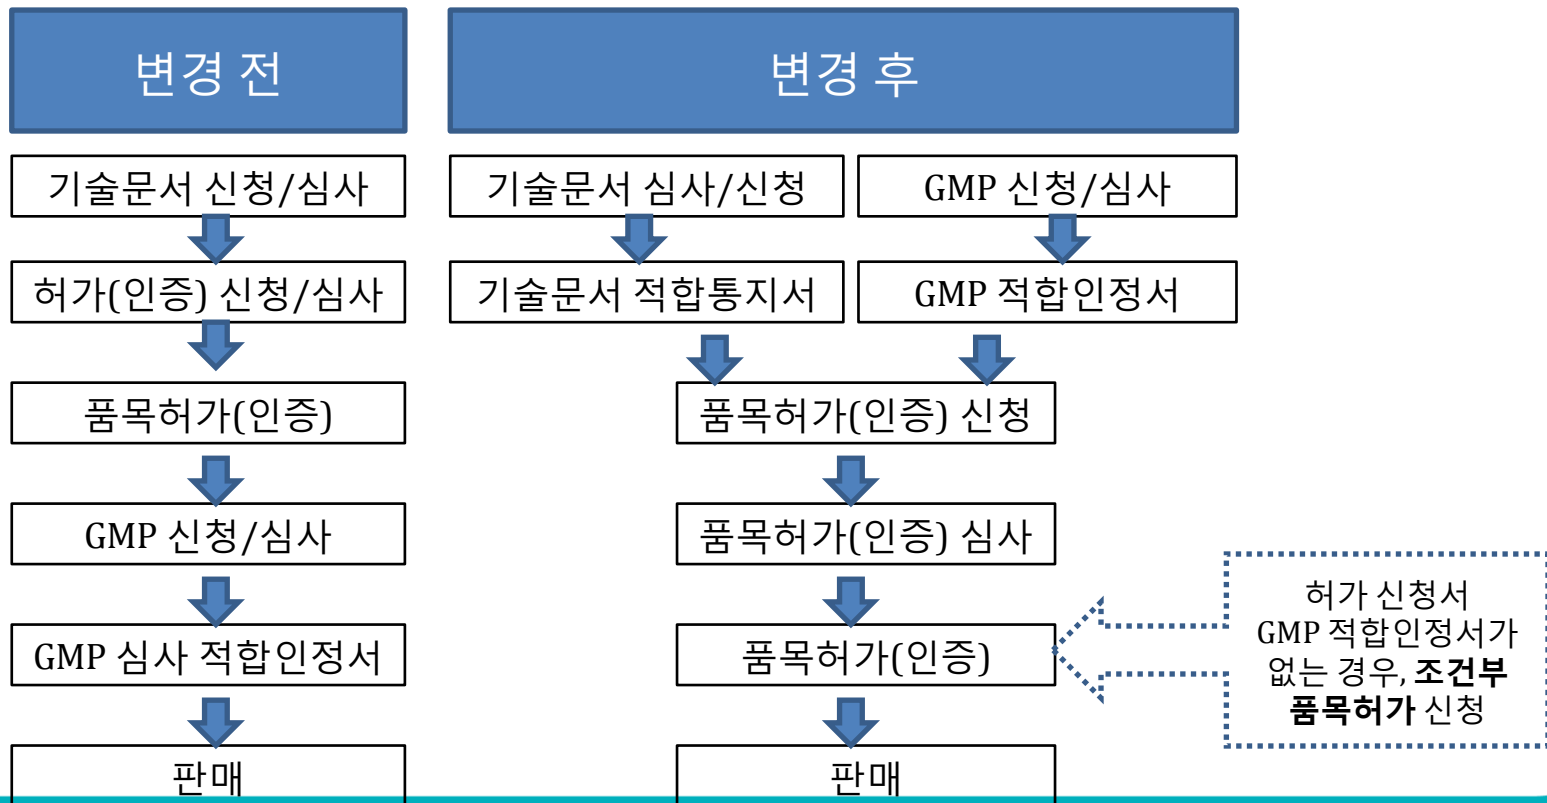 변경 전
변경 후
기술문서 신청/심사
기술문서 심사/신청
GMP 신청/심사
허가(인증) 신청/심사
기술문서 적합통지서
GMP 적합인정서
품목허가(인증)
품목허가(인증) 신청
GMP 신청/심사
품목허가(인증) 심사
GMP 심사 적합인정서
품목허가(인증)
허가 신청서
GMP 적합인정서가
없는 경우, 조건부
품목허가 신청
판매
판매